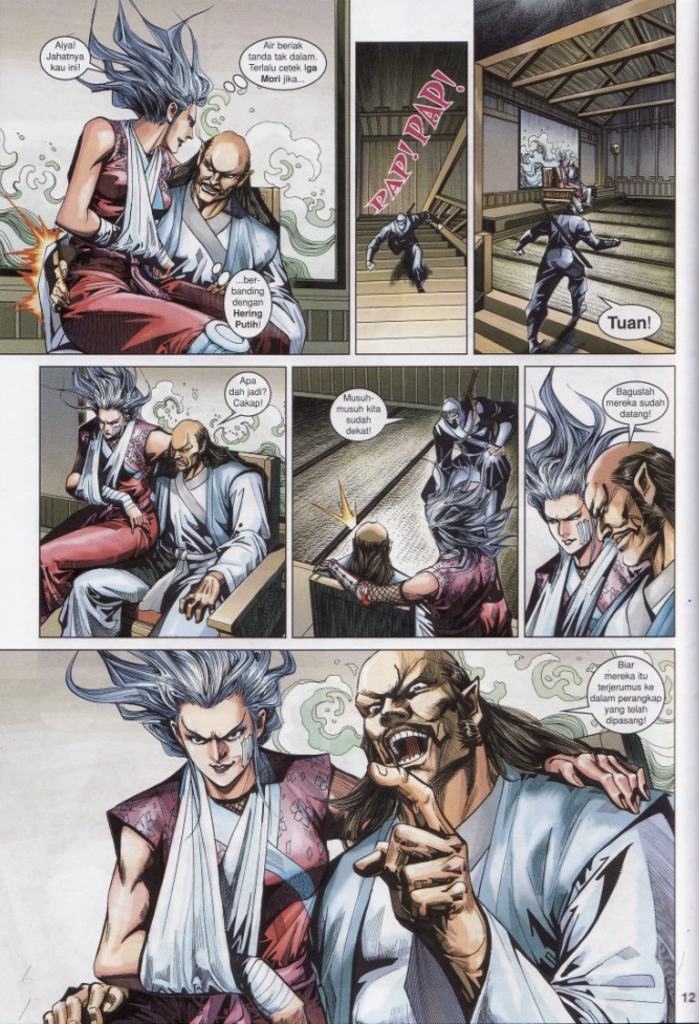 Aiya!
Jahatnya
kau ini!
Air beriak
tanda tak dalam.
Terlalu cetek Iga
Mori jika...
...ber-
banding
dengan
Hering
Putih!
PAP! PAP!
Tuan!
Apa
dah jadi?
Cakap!
Musuh-
musuh kita
sudah
dekat!
Baguslah
mereka sudah
datang!
Biar
mereka itu
terjerumus ke
dalam perangkap
yang telah
dipasang!
12